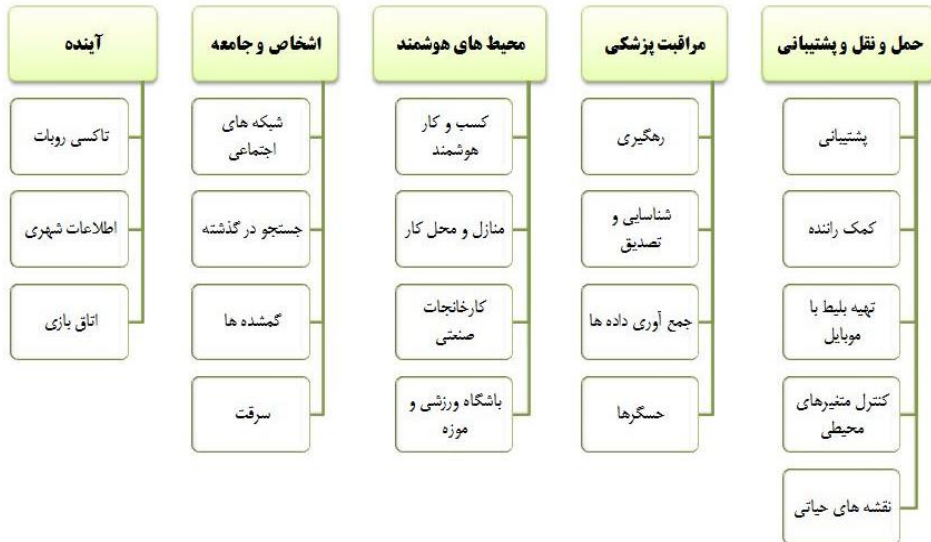 حمل و نقل و پشتیبانی
پشتیبانی
کمک راننده
تهیه بلیط با
موبایل
کنترل متغیرهای
محیطی
نقشه های حیاتی
مراقبت پزشکی
رهگیری
شناسایی و
تصدیق
جمع آوری داده ها
حسگرها
محیط های هوشمند
کسب و کار
هوشمند
منازل و محل کار
کارخانجات
صنعتی
باشگاه ورزشی و
موزه
اشخاص و جامعه
شبکه های
اجتماعی
جستجو در گذشته
گمشده ها
سرقت
آینده
تاکسی روبات
اطلاعات شهری
اتاق بازی